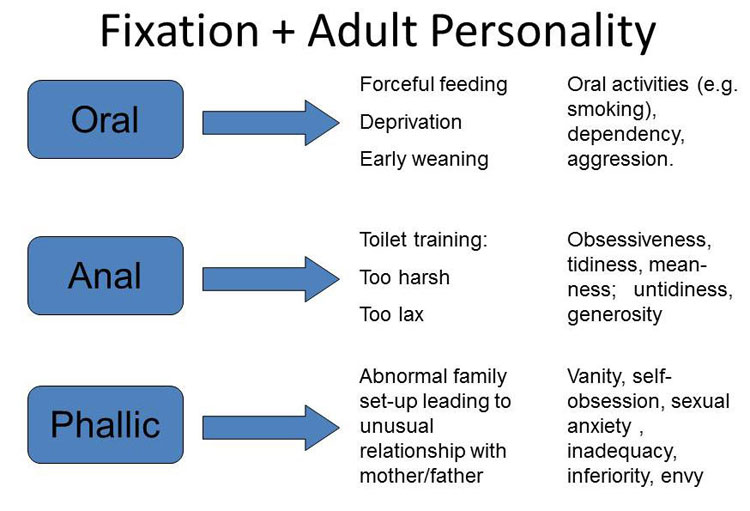 Fixation + Adult Personality
Oral
Forceful feeding
Deprivation
Early weaning
Oral activities (e.g.
smoking),
dependency,
aggression.
Anal
Toilet training:
Too harsh
Too lax
Obsessiveness,
tidiness, mean-
ness; untidiness,
generosity
Phallic
Abnormal family
set-up leading to
unusual
relationship with
mother/father
Vanity, self-
obsession, sexual
anxiety ,
inadequacy,
inferiority, envy